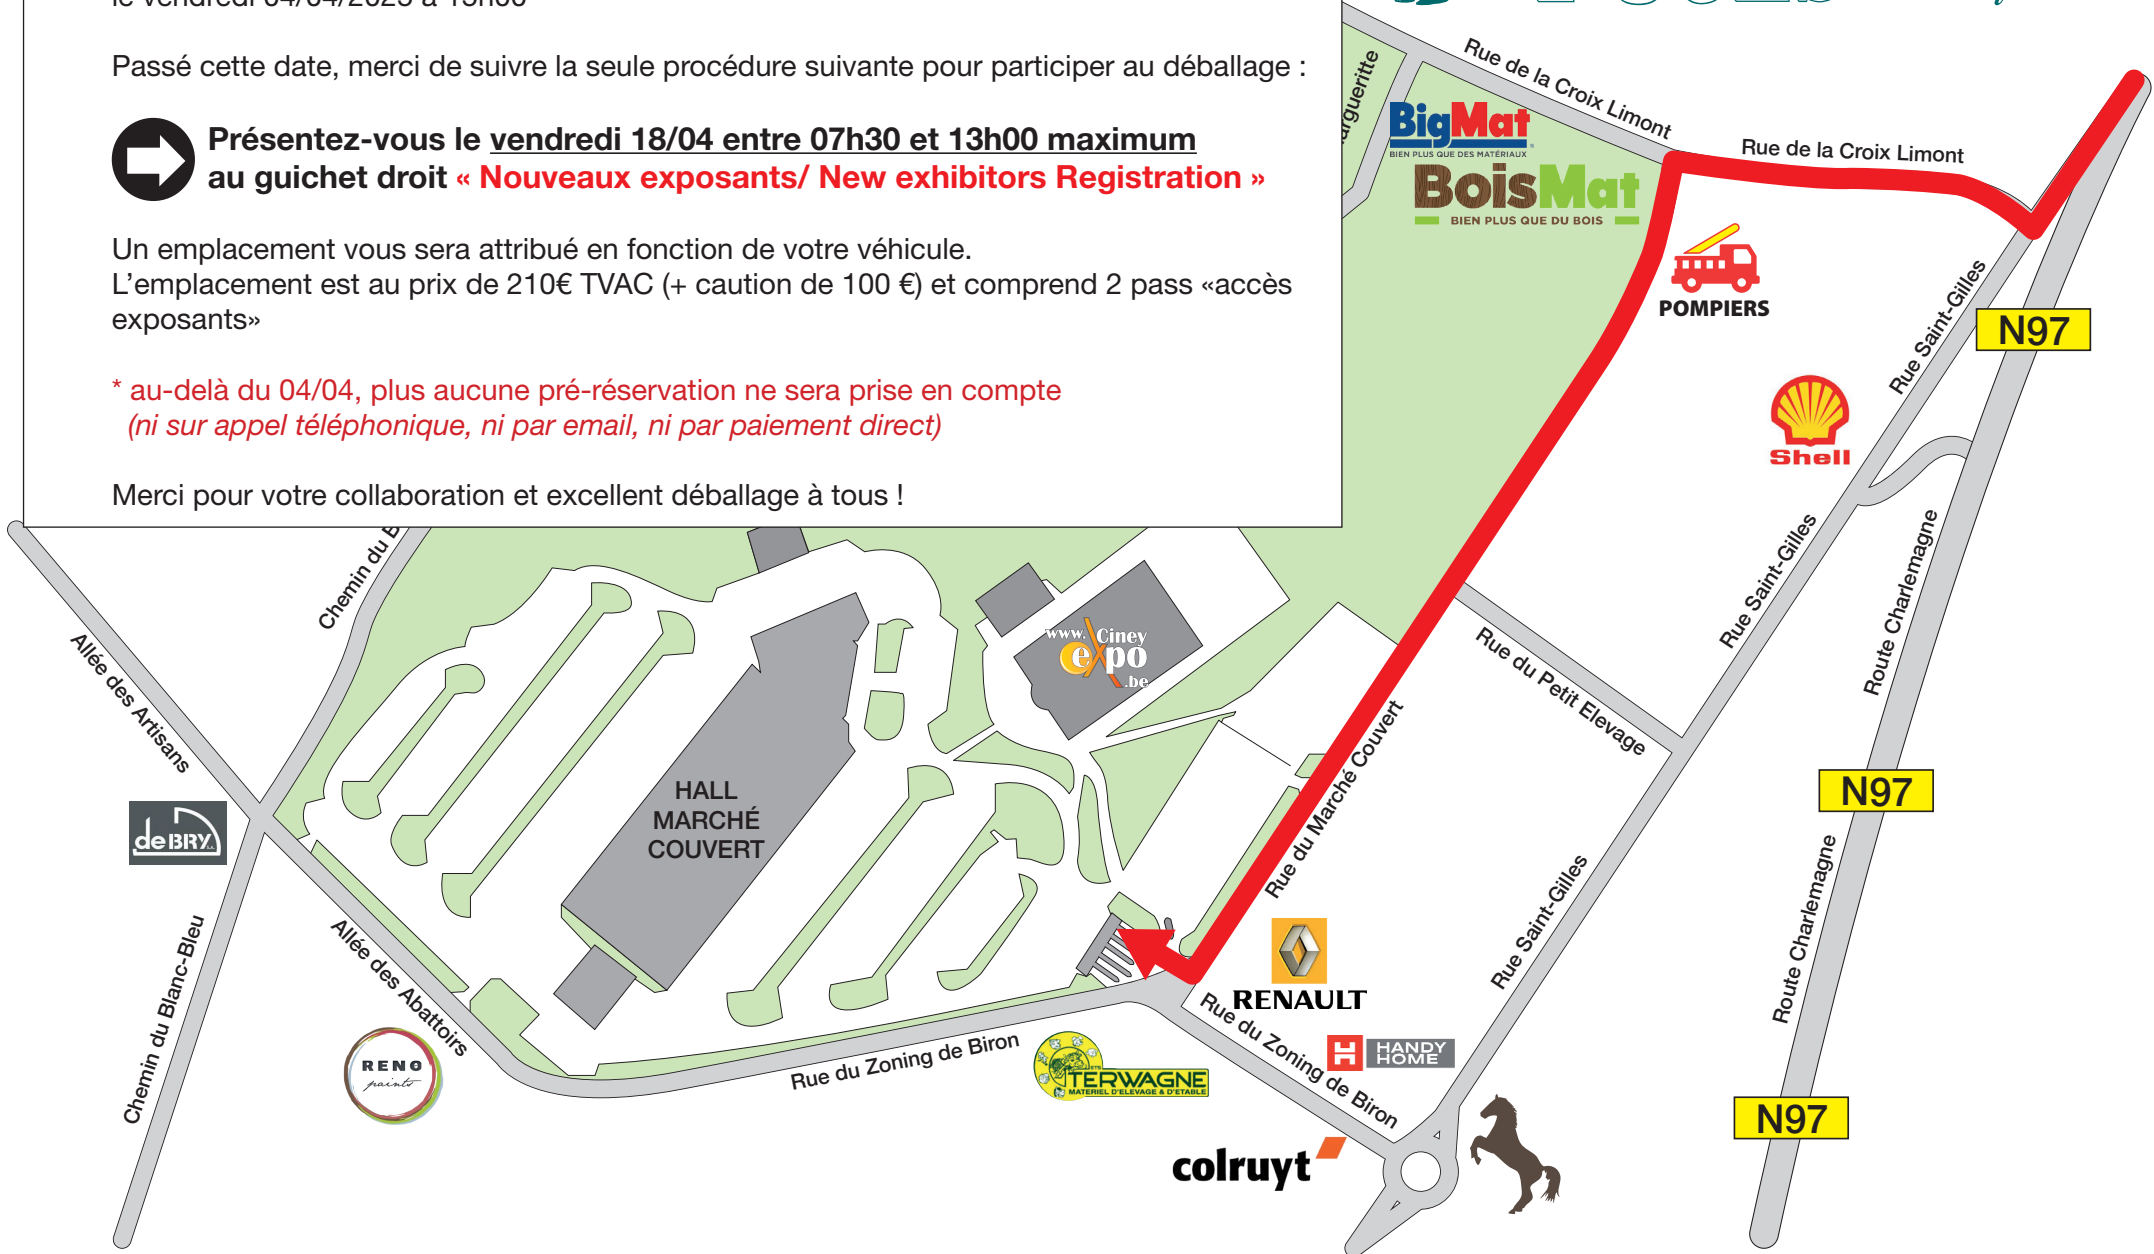 Passé cette date, merci de suivre la seule procédure suivante pour participer au déballage :
Présentez-vous le vendredi 18/04 entre 07h30 et 13h00 maximum
au guichet droit « Nouveaux exposants/ New exhibitors Registration »
Un emplacement vous sera attribué en fonction de votre véhicule.
L'emplacement est au prix de 210€ TVAC (+ caution de 100 €) et comprend 2 pass «accès
exposants»
* au-delà du 04/04, plus aucune pré-réservation ne sera prise en compte
(ni sur appel téléphonique, ni par email, ni par paiement direct)
Merci pour votre collaboration et excellent déballage à tous !
Rue de la Croix Limont
BigMat
BIEN PLUS QUE DES MATÉRIAUX
BoisMat
BIEN PLUS QUE DU BOIS
Rue de la Croix Limont
POMPIERS
Rue Saint-Gilles
N97
Shell
Rue Saint-Gilles
Route Charlemagne
Chemin du B
Allée des Artisans
www.Ciney
expo
.be
Rue du Petit Elevage
Rue du Marché Couvert
HALL
MARCHÉ
COUVERT
N97
deBRY
Chemin du Blanc-Bleu
Allée des Abattoirs
Rue Saint-Gilles
Route Charlemagne
RENAULT
Rue du Zoning de Biron
HANDY
HOME
RENO
paints
Rue du Zoning de Biron
ETS
TERWAGNE
MATERIEL D'ELEVAGE & D'ETABLE
N97
colruyt